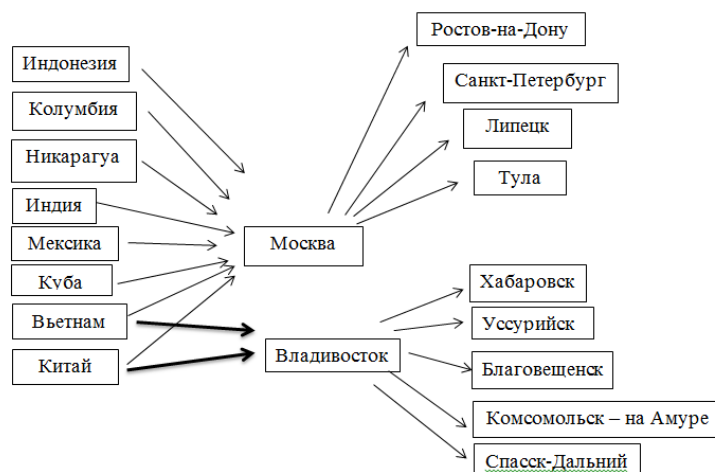 Индонезия
Колумбия
Никарагуа
Индия
Мексика
Куба
Вьетнам
Китай
Москва
Владивосток
Ростов-на-Дону
Санкт-Петербург
Липецк
Тула
Хабаровск
Уссурийск
Благовещенск
Комсомольск – на Амуре
Спасск-Дальний